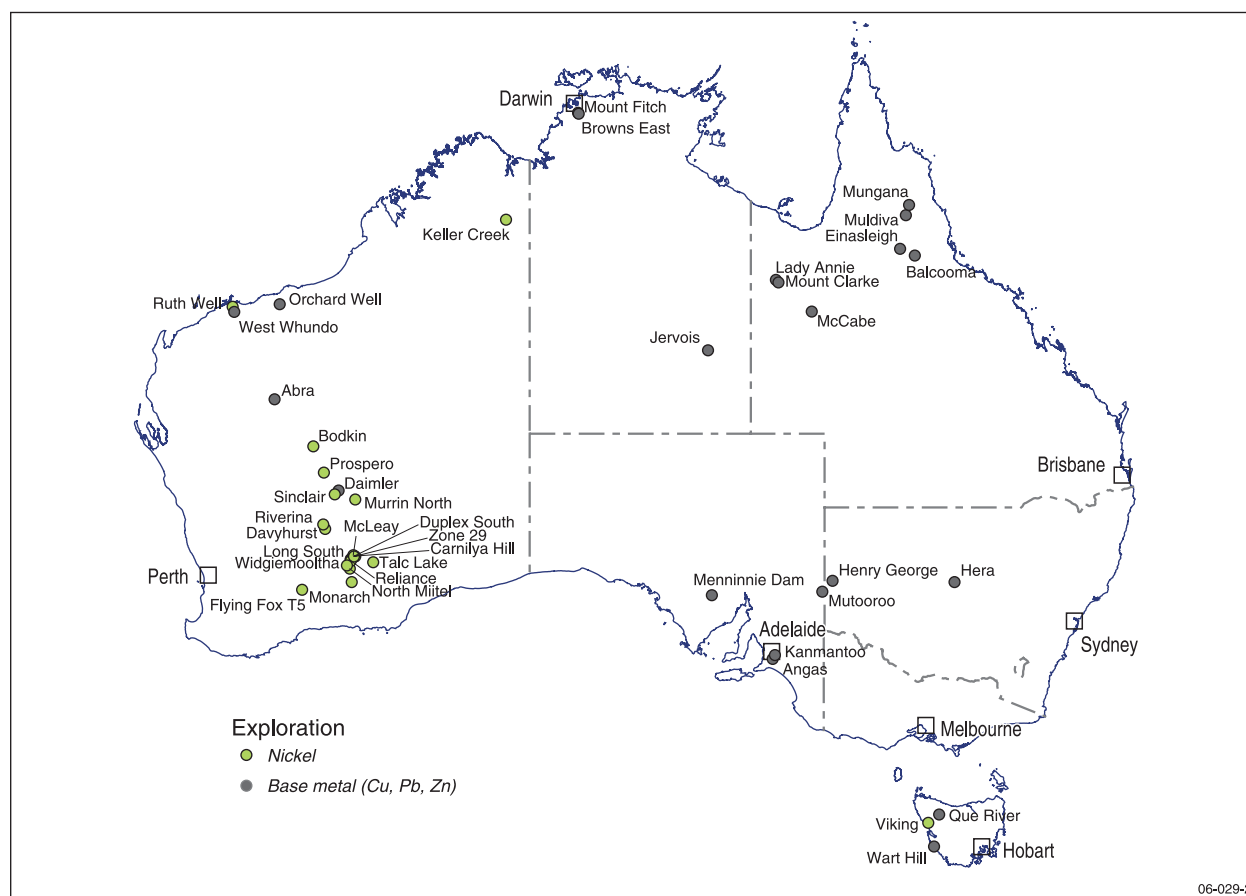 Darwin
Mount Fitch
Browns East
Mungana
Muldiva
Keller Creek
Einasleigh
Balcooma
Lady Annie
Mount Clarke
Ruth Well
Orchard Well
West Whundo
McCabe
Jervois
Abra
Bodkin
Prospero
Brisbane
Daimler
Sinclair
Murrin North
Riverina
Duplex South
Davyhurst
McLeay
Zone 29
Long South
Carnilya Hill
Widgiemooltha
Talc Lake
Perth
Reliance
North Miitel
Monarch
Flying Fox T5
Menninnie Dam
Henry George
Hera
Mutooroo
Adelaide
Kanmantoo
Angas
Sydney
Exploration
Nickel
Base metal (Cu, Pb, Zn)
Melbourne
Que River
Viking
Wart Hill
Hobart